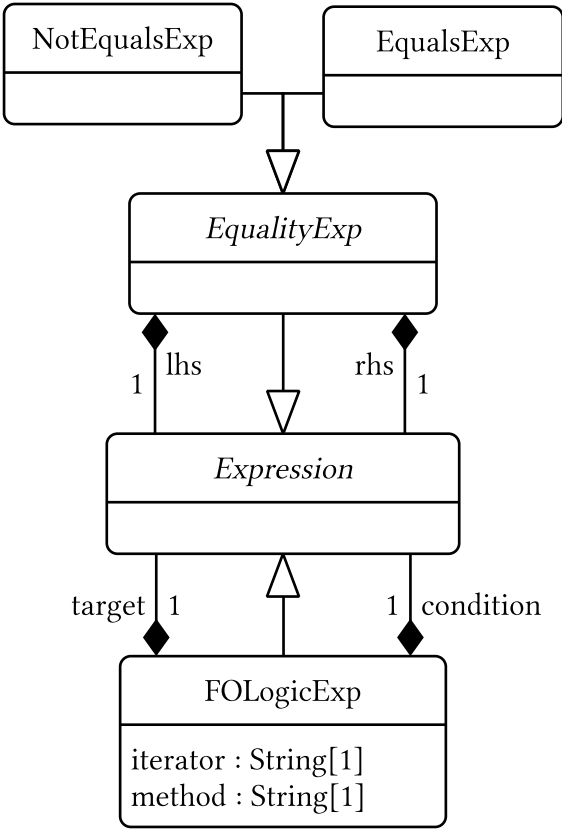 NotEqualsExp
EqualsExp
EqualityExp
lhs
rhs
1
1
Expression
target 1
1 condition
FOLogicExp
iterator : String[1]
method : String[1]